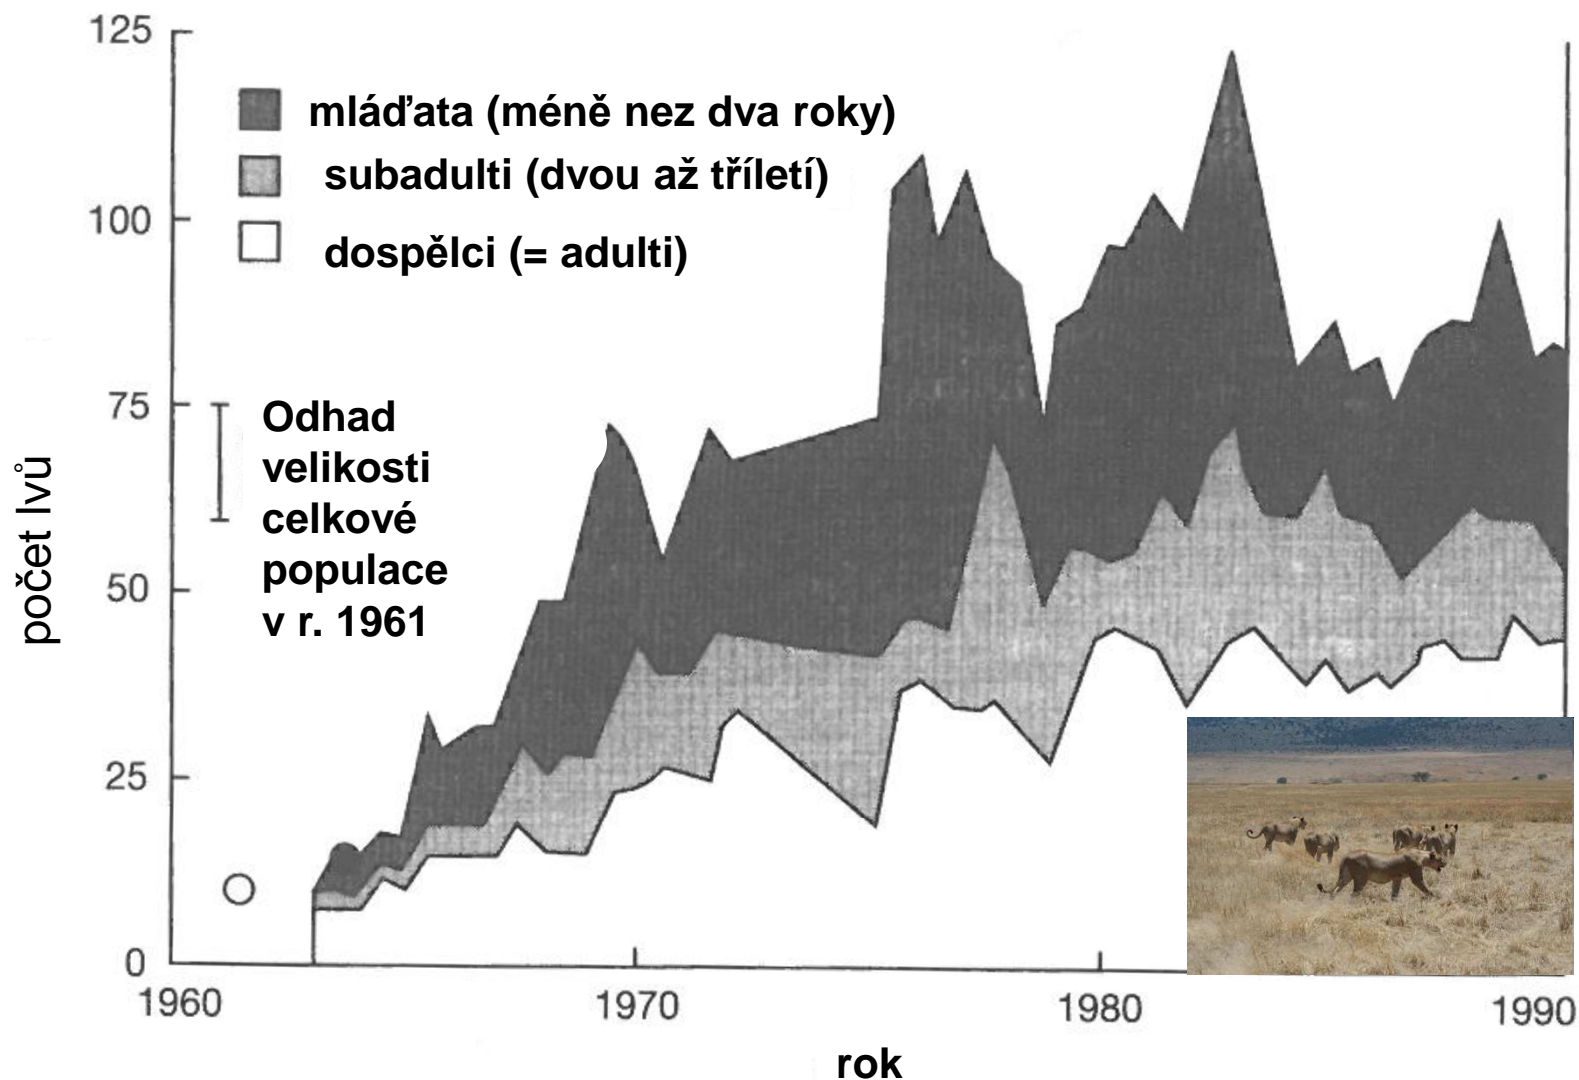 125
mláďata (méně nez dva roky)
subadulti (dvou až tříletí)
100
dospělci (= adulti)
75
Odhad
velikosti
celkové
populace
v r. 1961
počet lvů
50
25
0
1960
1970
1980
1990
rok